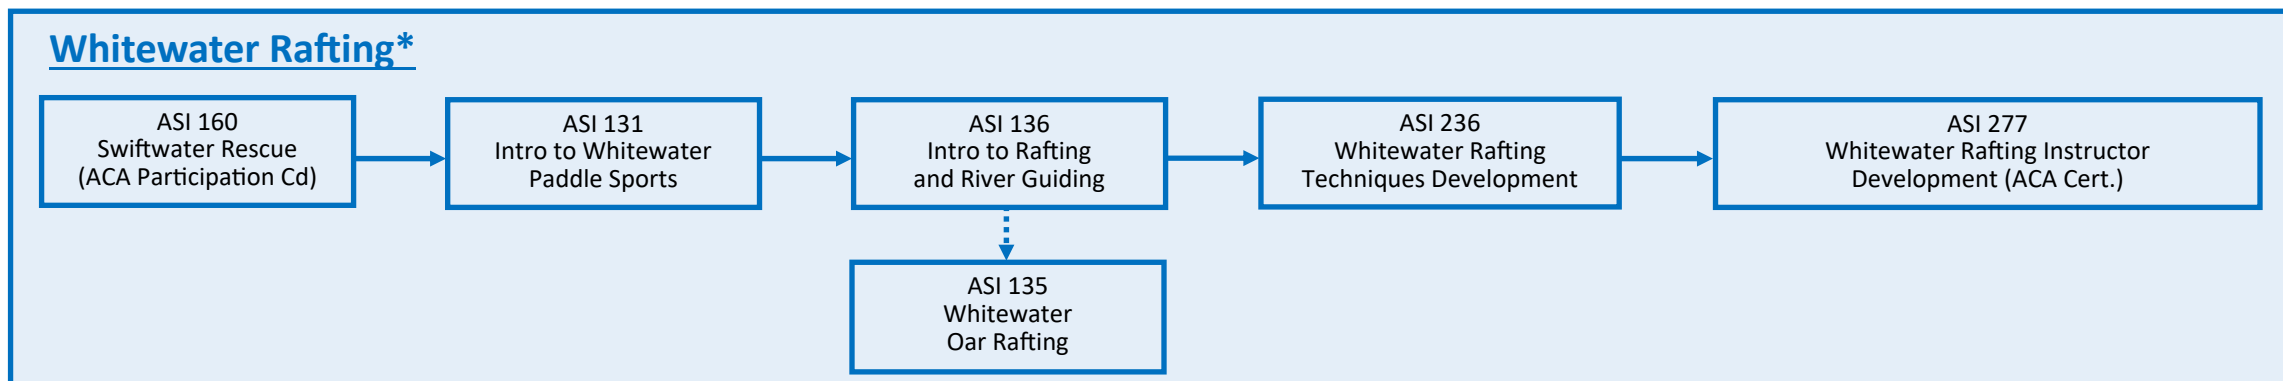 Whitewater Rafting*
ASI 160
Swiftwater Rescue
(ACA Participation Cd)
ASI 131
Intro to Whitewater
Paddle Sports
ASI 136
Intro to Rafting
and River Guiding
ASI 236
Whitewater Rafting
Techniques Development
ASI 277
Whitewater Rafting Instructor
Development (ACA Cert.)
ASI 135
Whitewater
Oar Rafting